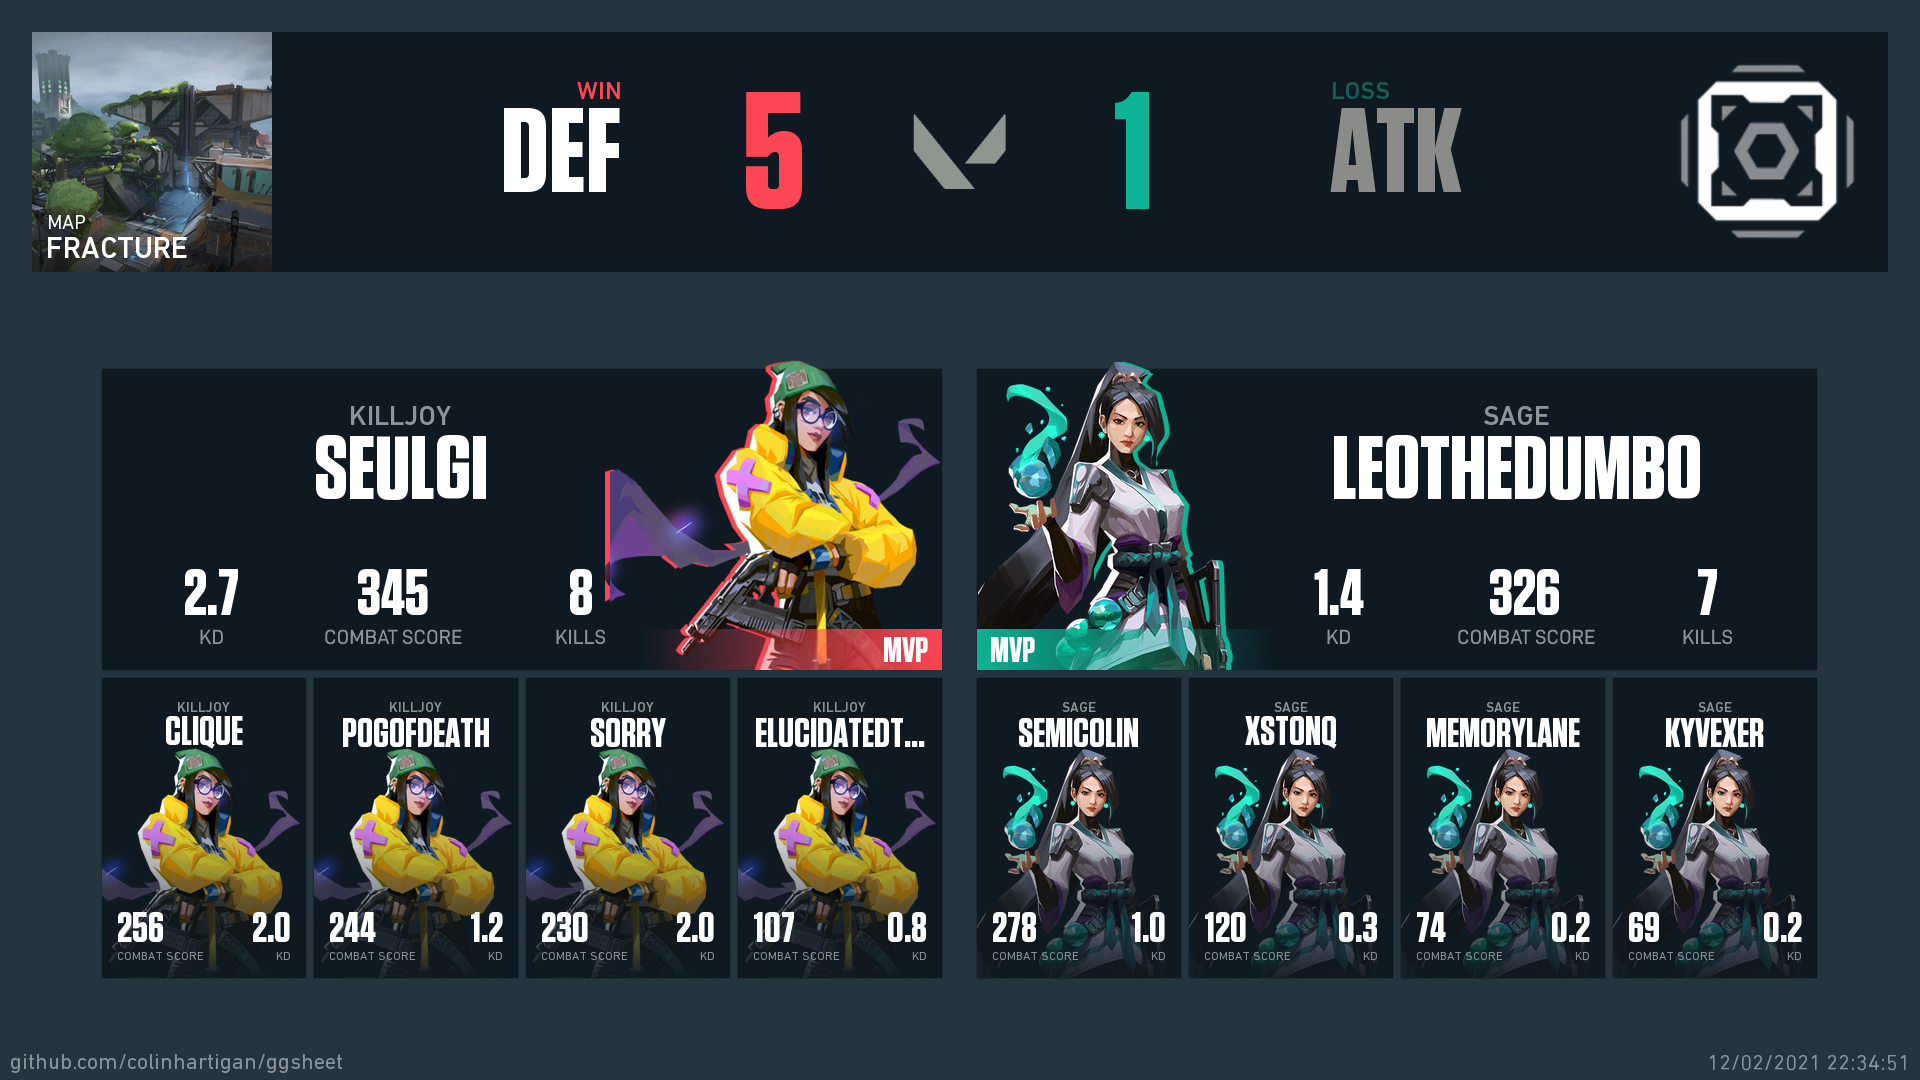 MAP
FRACTURE
WIN
DEF
5
1
LOSS
ATK
KILLJOY
SEULGI
2.7
KD
345
COMBAT SCORE
8
KILLS
MVP
SAGE
LEOTHEDUMBO
1.4
KD
326
COMBAT SCORE
7
KILLS
MVP
KILLJOY
CLIQUE
256
COMBAT SCORE
2.0
KD
KILLJOY
POGOFDEATH
244
COMBAT SCORE
1.2
KD
KILLJOY
SORRY
230
COMBAT SCORE
2.0
KD
KILLJOY
ELUCIDATEDT...
107
COMBAT SCORE
0.8
KD
SAGE
SEMICOLIN
278
COMBAT SCORE
1.0
KD
SAGE
XSTONQ
120
COMBAT SCORE
0.3
KD
SAGE
MEMORYLANE
74
COMBAT SCORE
0.2
KD
SAGE
KYVEXER
69
COMBAT SCORE
0.2
KD
github.com/colinhartigan/ggsheet
12/02/2021 22:34:51